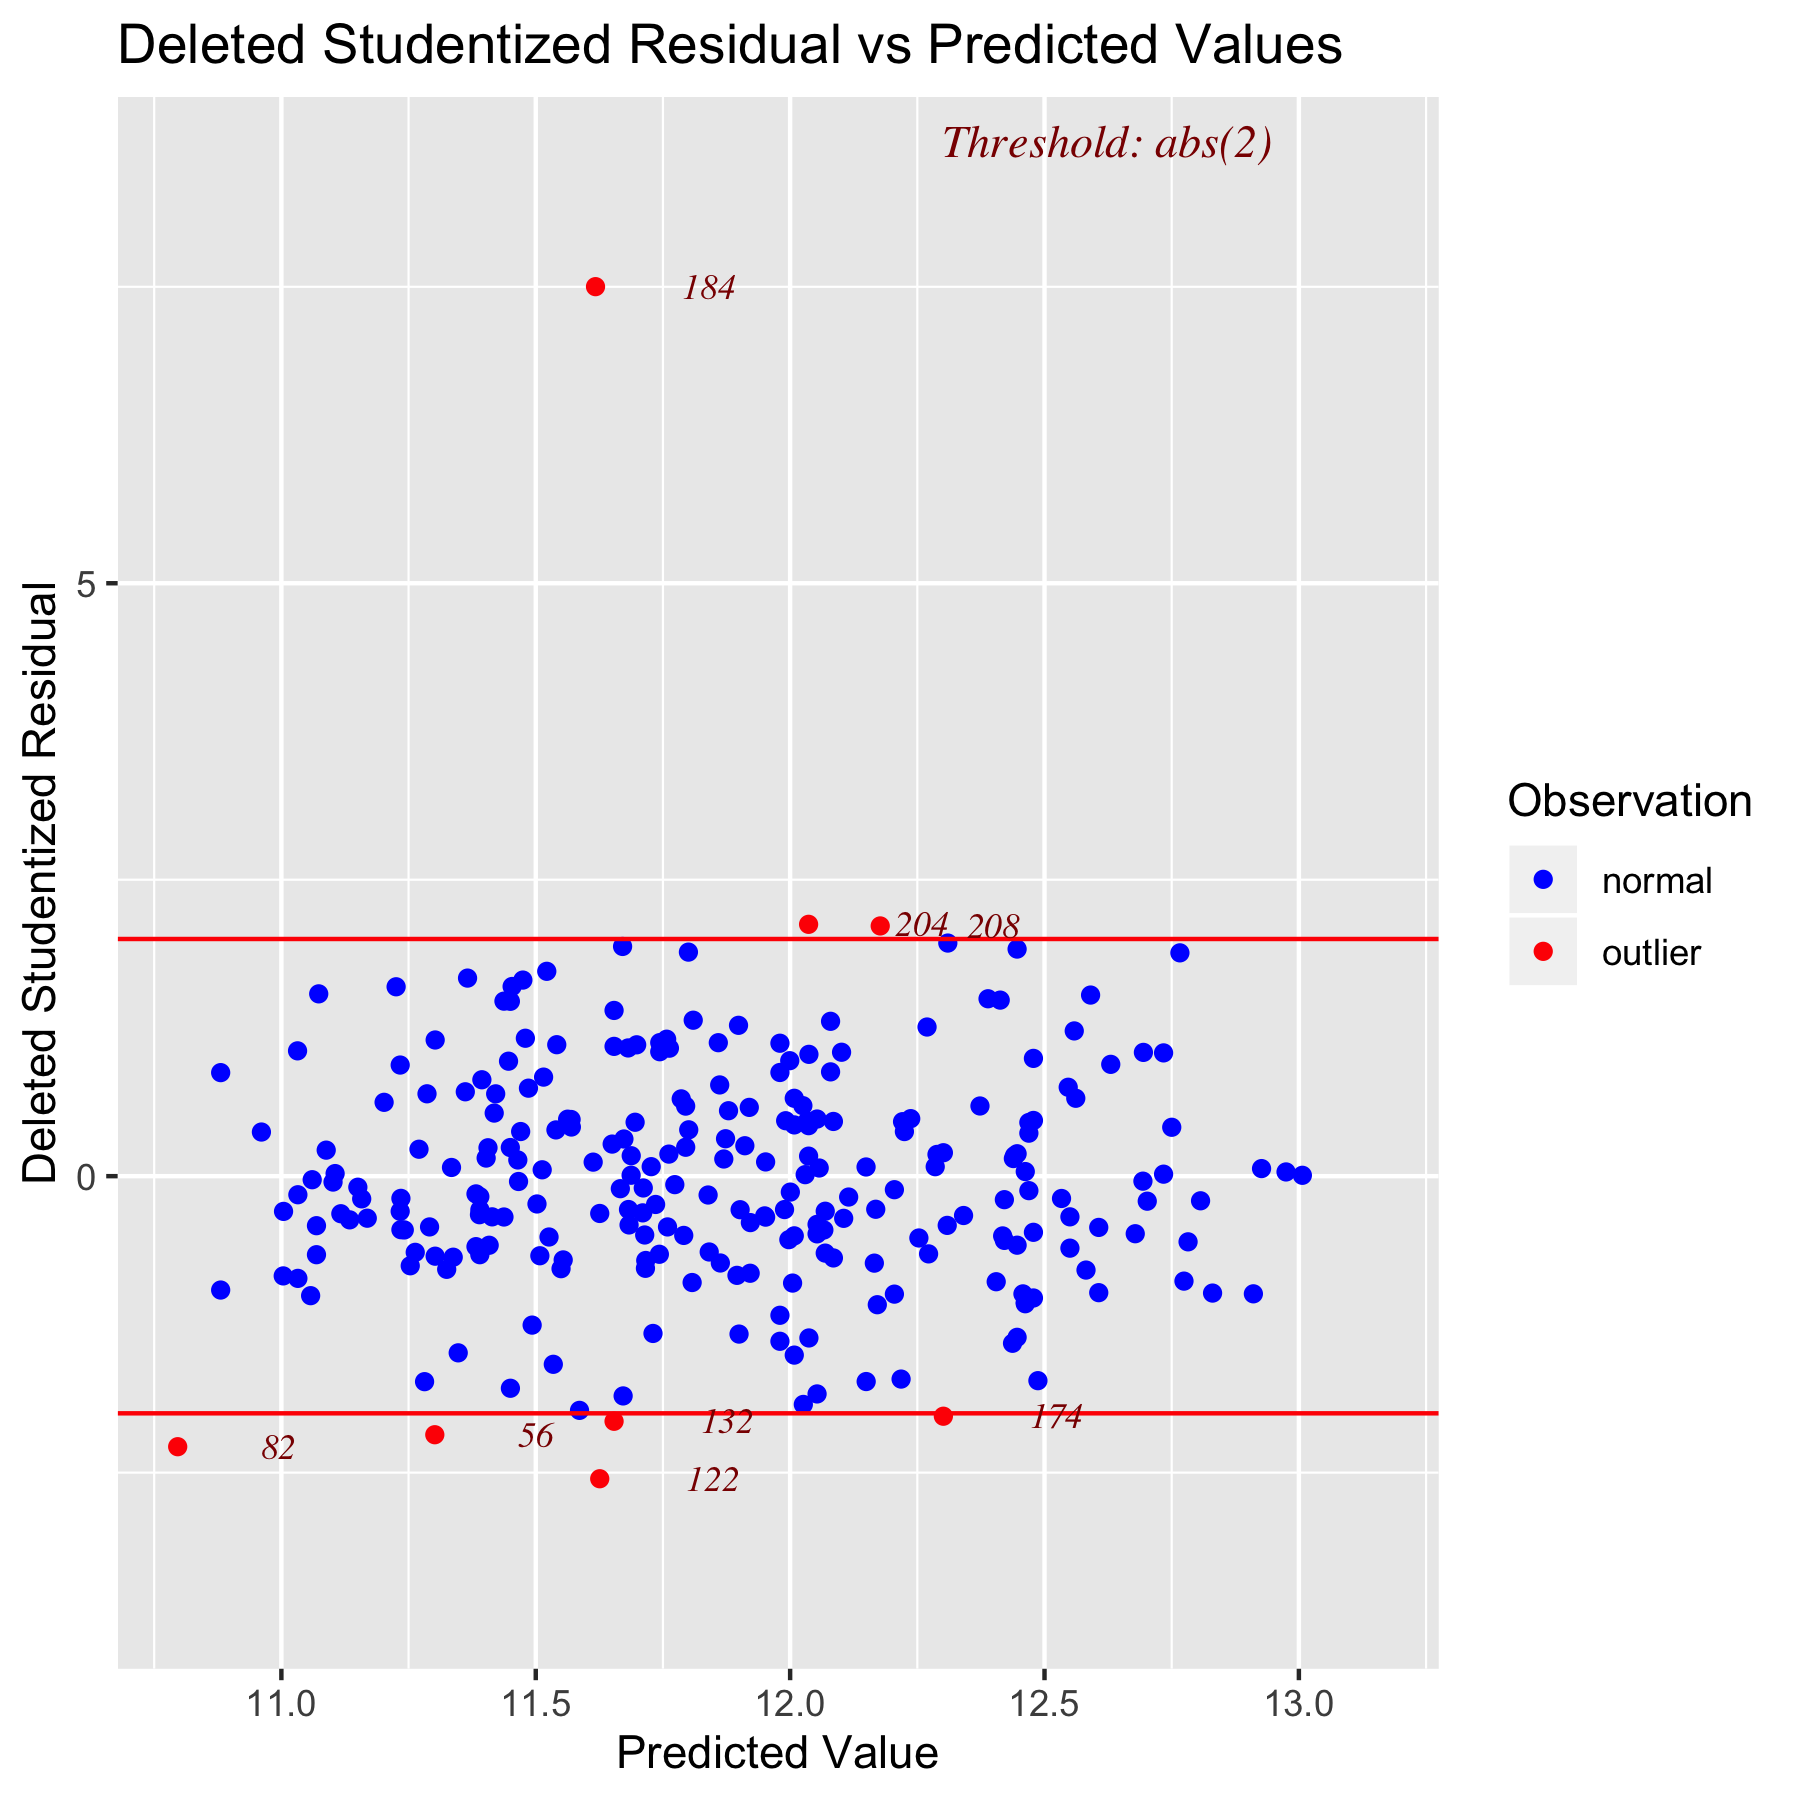 Deleted Studentized Residual vs Predicted Values
Threshold: abs(2)
184
5
Deleted Studentized Residual
Observation
normal
outlier
204 208
0
132
174
56
82
122
11.0 11.5 12.0 12.5 13.0
Predicted Value